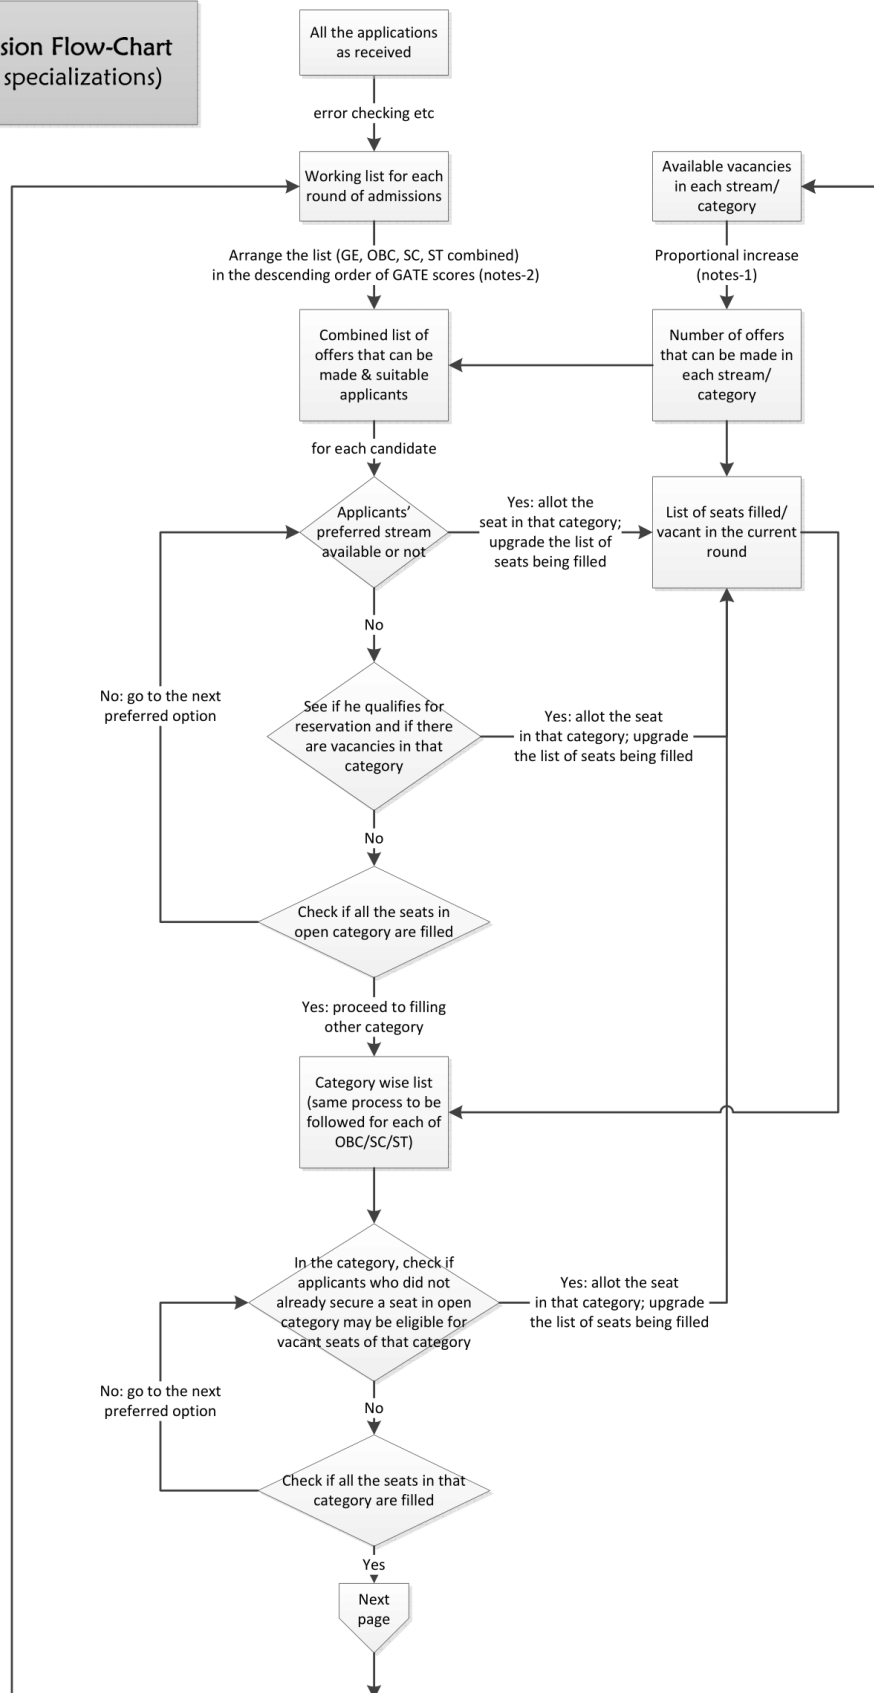 sion Flow-Chart
specializations)
All the applications
as received
error checking etc
Working list for each
round of admissions
Available vacancies
in each stream/
category
Arrange the list (GE, OBC, SC, ST combined)
in the descending order of GATE scores (notes-2)
Proportional increase
(notes-1)
Combined list of
offers that can be
made & suitable
applicants
Number of offers
that can be made in
each stream/
category
for each candidate
Applicants’
preferred stream
available or not
Yes: allot the
seat in that category;
upgrade the list of
seats being filled
List of seats filled/
vacant in the current
round
No
No: go to the next
preferred option
See if he qualifies for
reservation and if there
are vacancies in that
category
Yes: allot the seat
in that category; upgrade
the list of seats being filled
No
Check if all the seats in
open category are filled
Yes: proceed to filling
other category
Category wise list
(same process to be
followed for each of
OBC/SC/ST)
In the category, check if
applicants who did not
already secure a seat in open
category may be eligible for
vacant seats of that category
Yes: allot the seat
in that category; upgrade
the list of seats being filled
No: go to the next
preferred option
No
Check if all the seats in that
category are filled
Yes
Next
page